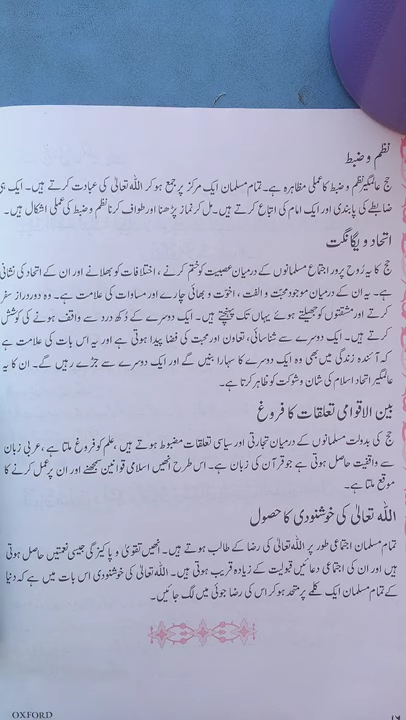 نظم و ضبط
حج عالمگیر نظم و ضبط کا عملی مظاہرہ ہے۔ تمام مسلمان ایک مرکز پر جمع ہو کر اللہ تعالیٰ کی عبادت کرتے ہیں۔ ایک ہی
ضابطے کی پابندی اور ایک امام کی اتباع کرتے ہیں۔ مل کر نماز پڑھنا اور طواف کرنا نظم و ضبط کی عملی اشکال ہیں۔
اتحاد و یگانگت
حج کا یہ رُوح پرور اجتماع مسلمانوں کے درمیان عصبیت کو ختم کرنے ، اختلافات کو بھلانے اور ان کے اتحاد کی نشانی
ہے۔ یہ ان کے درمیان موجود محبّت و الفت ، اخوّت و بھائی چارے اور مساوات کی علامت ہے۔ وہ دور دراز سفر
کرتے اور مشقتوں کو جھیلتے ہوئے یہاں تک پہنچتے ہیں۔ ایک دوسرے کے دُکھ درد سے واقف ہونے کی کوشش
کرتے ہیں۔ ایک دوسرے سے شناسائی، تعاون اور محبت کی فضا پیدا ہوتی ہے اور یہ اس بات کی علامت ہے
کہ آئندہ زندگی میں بھی وہ ایک دوسرے کا سہارا بنیں گے اور ایک دوسرے سے جڑے رہیں گے۔ ان کا یہ
عالمگیر اتحاد اسلام کی شان و شوکت کو ظاہر کرتا ہے۔
بین الاقوامی تعلقات کا فروغ
حج کی بدولت مسلمانوں کے درمیان تجارتی اور سیاسی تعلقات مضبوط ہوتے ہیں ،علم کو فروغ ملتا ہے ،عربی زبان
سے واقفیت حاصل ہوتی ہے جو قرآن کی زبان ہے۔ اس طرح انھیں اسلامی قوانین سمجھنے اور ان پر عمل کرنے کا
موقع ملتا ہے۔
اللہ تعالیٰ کی خوشنودی کا حصول
تمام مسلمان اجتماعی طور پر اللہ تعالیٰ کی رضا کے طالب ہوتے ہیں۔ انھیں تقویٰ و پاکیزگی جیسی نعمتیں حاصل ہوتی
ہیں اور ان کی اجتماعی دعائیں قبولیت کے زیادہ قریب ہوتی ہیں۔ اللہ تعالیٰ کی خوشنودی اس بات میں ہے کہ دنیا
کے تمام مسلمان ایک کلمے پر متحد ہو کر اس کی رضا جوئی میں لگ جائیں۔
OXFORD